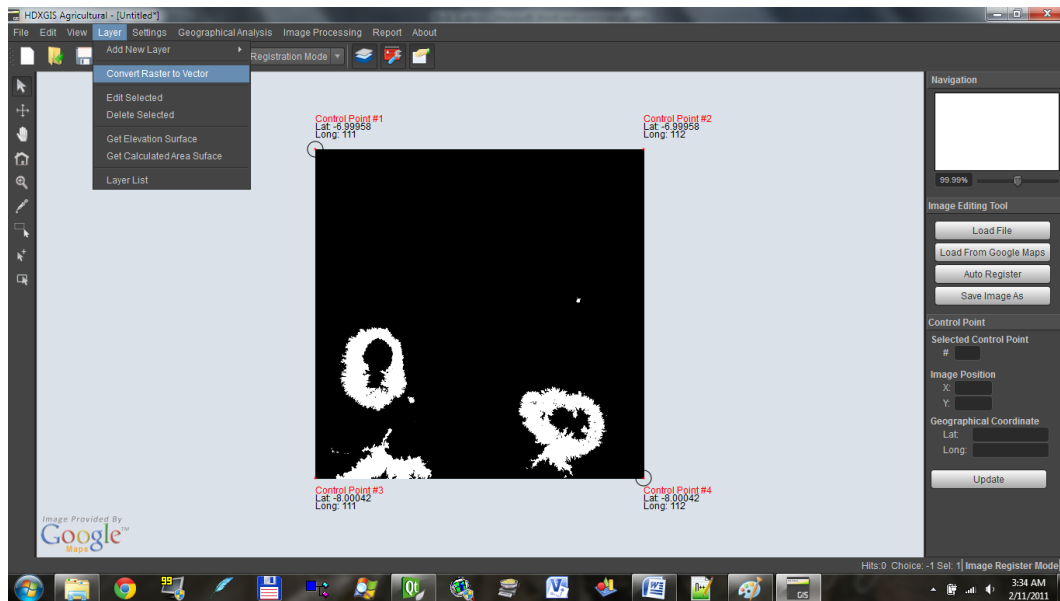 HDXGIS Agricultural - [Untitled*]
File Edit View Layer Settings Geographical Analysis Image Processing Report About
Add New Layer
Registration Mode
Convert Raster to Vector
Edit Selected
Delete Selected
Get Elevation Surface
Get Calculated Area Suface
Layer List
Control Point #1
Lat: -6.99958
Long: 111
Control Point #2
Lat: -6.99958
Long: 112
Control Point #3
Lat: -8.00042
Long: 111
Control Point #4
Lat: -8.00042
Long: 112
Image Provided By
Google™
Maps
Navigation
99.99%
Image Editing Tool
Load File
Load From Google Maps
Auto Register
Save Image As
Control Point
Selected Control Point
#
Image Position
X:
Y:
Geographical Coordinate
Lat:
Long:
Update
Hits:0 Choice: -1 Sel: 1 Image Register Mode
99
Qt
GIS
3:34 AM
2/11/2011